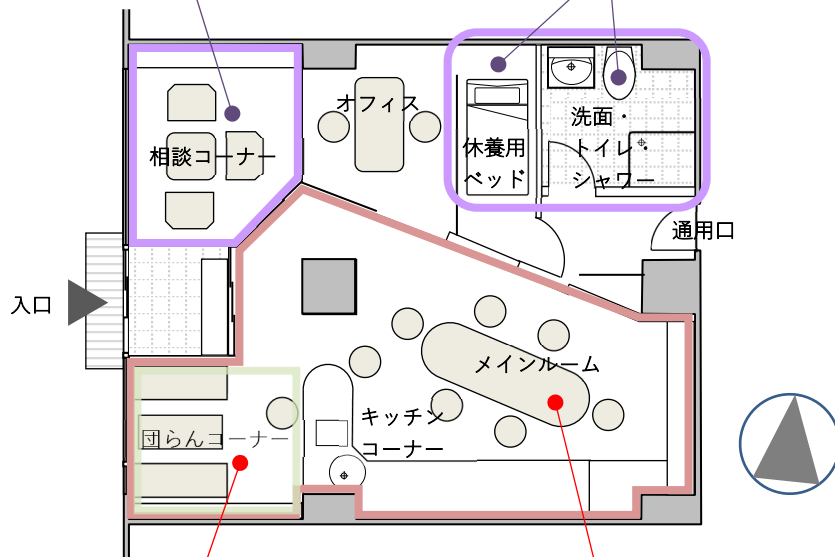 オフィス
洗面・
トイレ・
シャワー
休養用
ベッド
相談コーナー
通用口
入口
メインルーム
キッチン
コーナー
団らんコーナー